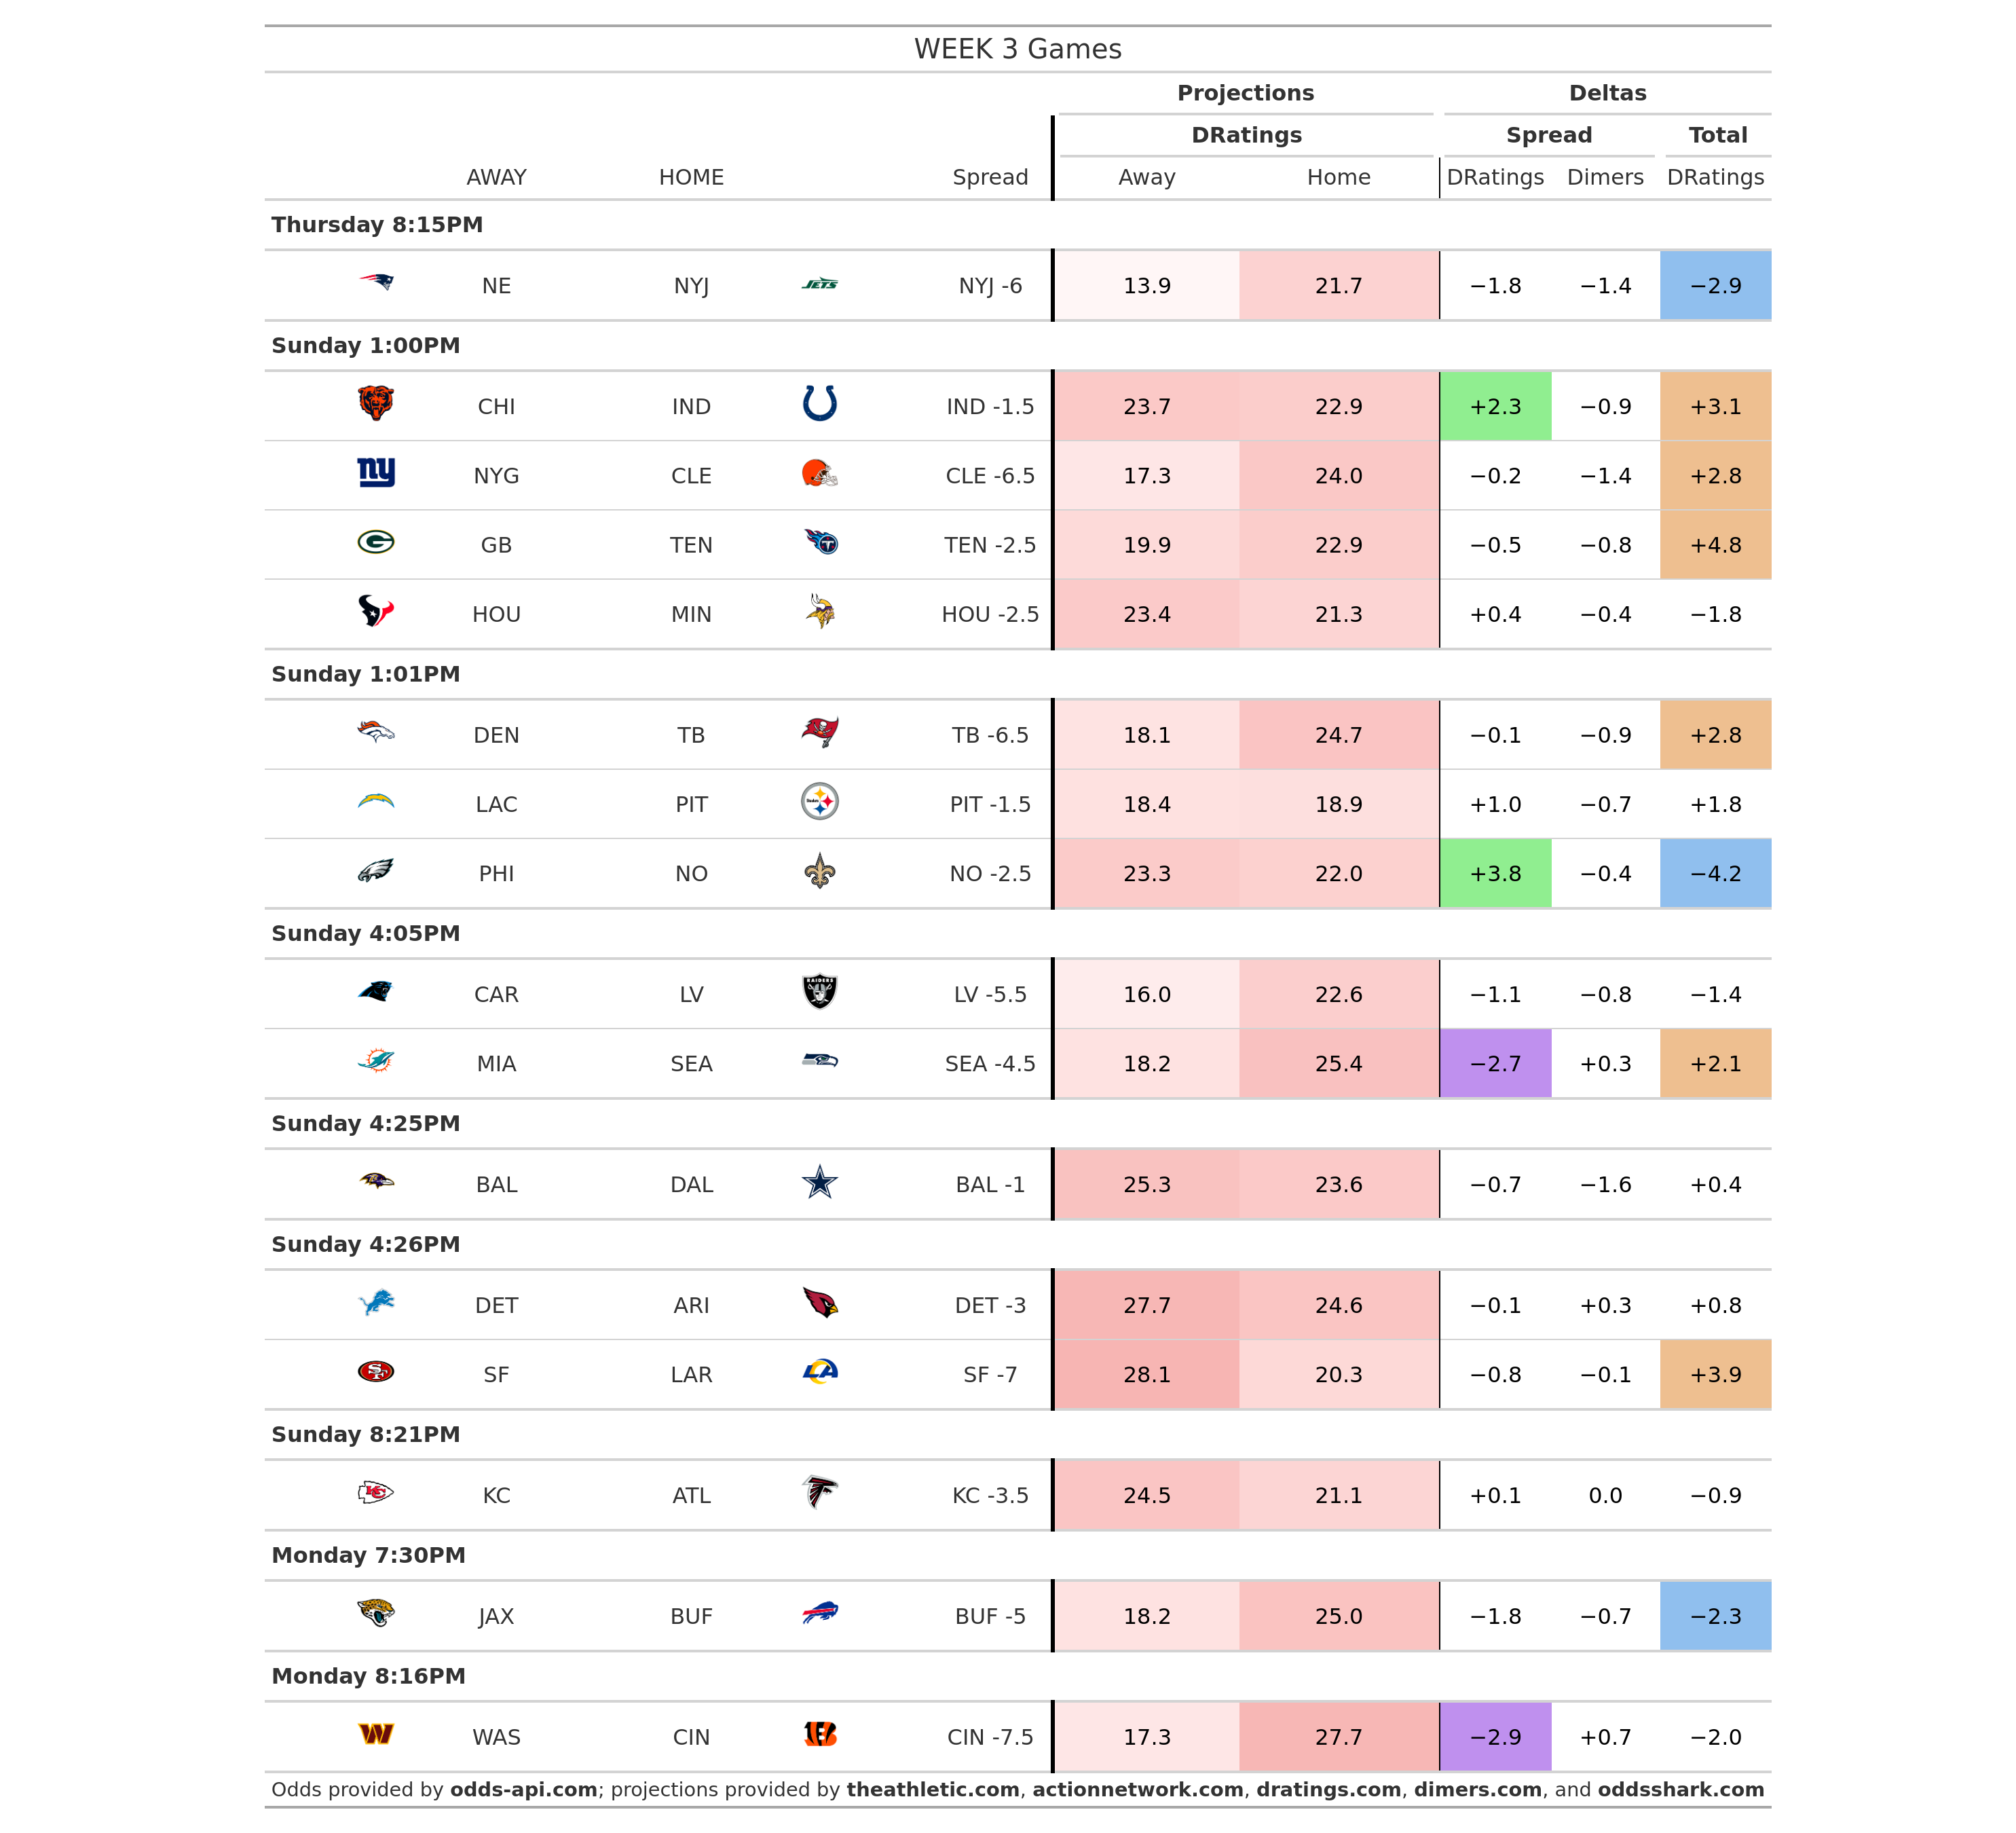 WEEK 3 Games
Projections Deltas
DRatings Spread Total
AWAY HOME Spread Away Home DRatings Dimers DRatings
Thursday 8:15PM
NE NYJ JETS NYJ -6 13.9 21.7 −1.8 −1.4 −2.9
Sunday 1:00PM
CHI IND IND -1.5 23.7 22.9 +2.3 −0.9 +3.1
ny NYG CLE CLE -6.5 17.3 24.0 −0.2 −1.4 +2.8
G GB TEN T TEN -2.5 19.9 22.9 −0.5 −0.8 +4.8
HOU MIN HOU -2.5 23.4 21.3 +0.4 −0.4 −1.8
Sunday 1:01PM
DEN TB TB -6.5 18.1 24.7 −0.1 −0.9 +2.8
LAC PIT PIT -1.5 18.4 18.9 +1.0 −0.7 +1.8
PHI NO NO -2.5 23.3 22.0 +3.8 −0.4 −4.2
Sunday 4:05PM
CAR LV RAIDERS LV -5.5 16.0 22.6 −1.1 −0.8 −1.4
MIA SEA SEA -4.5 18.2 25.4 −2.7 +0.3 +2.1
Sunday 4:25PM
BAL DAL BAL -1 25.3 23.6 −0.7 −1.6 +0.4
Sunday 4:26PM
DET ARI DET -3 27.7 24.6 −0.1 +0.3 +0.8
SF SF LAR LA SF -7 28.1 20.3 −0.8 −0.1 +3.9
Sunday 8:21PM
KC KC ATL KC -3.5 24.5 21.1 +0.1 0.0 −0.9
Monday 7:30PM
JAX BUF BUF -5 18.2 25.0 −1.8 −0.7 −2.3
Monday 8:16PM
W WAS CIN B CIN -7.5 17.3 27.7 −2.9 +0.7 −2.0
Odds provided by odds-api.com; projections provided by theathletic.com, actionnetwork.com, dratings.com, dimers.com, and oddsshark.com